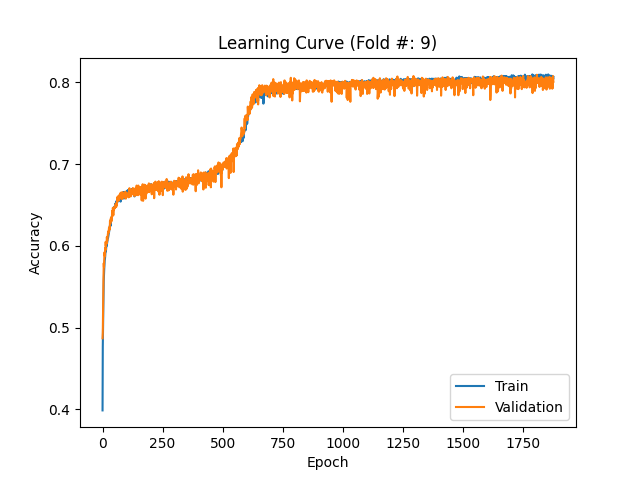 Learning Curve (Fold #: 9)
Accuracy
0.8
0.7
0.6
0.5
0.4
0 250 500 750 1000 1250 1500 1750
Epoch
Train
Validation